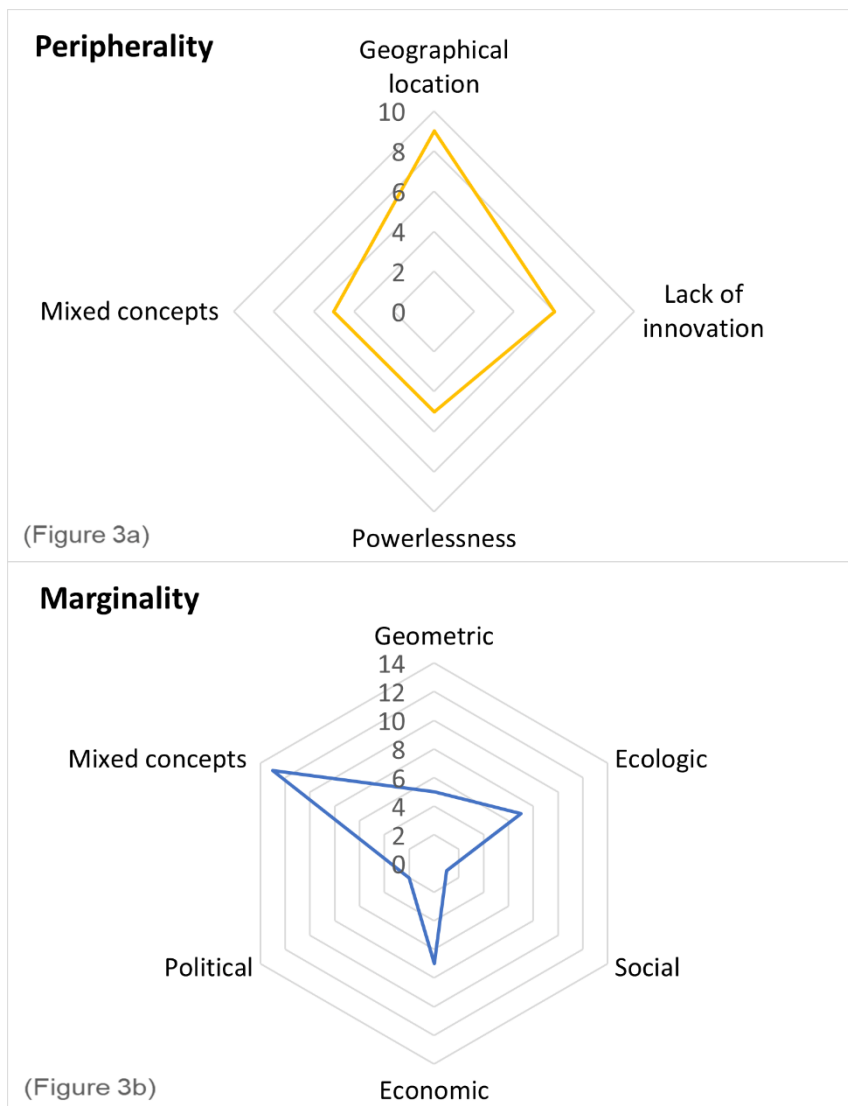 Peripherality
Geographical
location
10
8
6
4
2
0
Mixed concepts
Lack of
innovation
Powerlessness
(Figure 3a)
Marginality
Geometric
14
12
10
8
6
4
2
0
Mixed concepts
Ecologic
Political
Social
Economic
(Figure 3b)